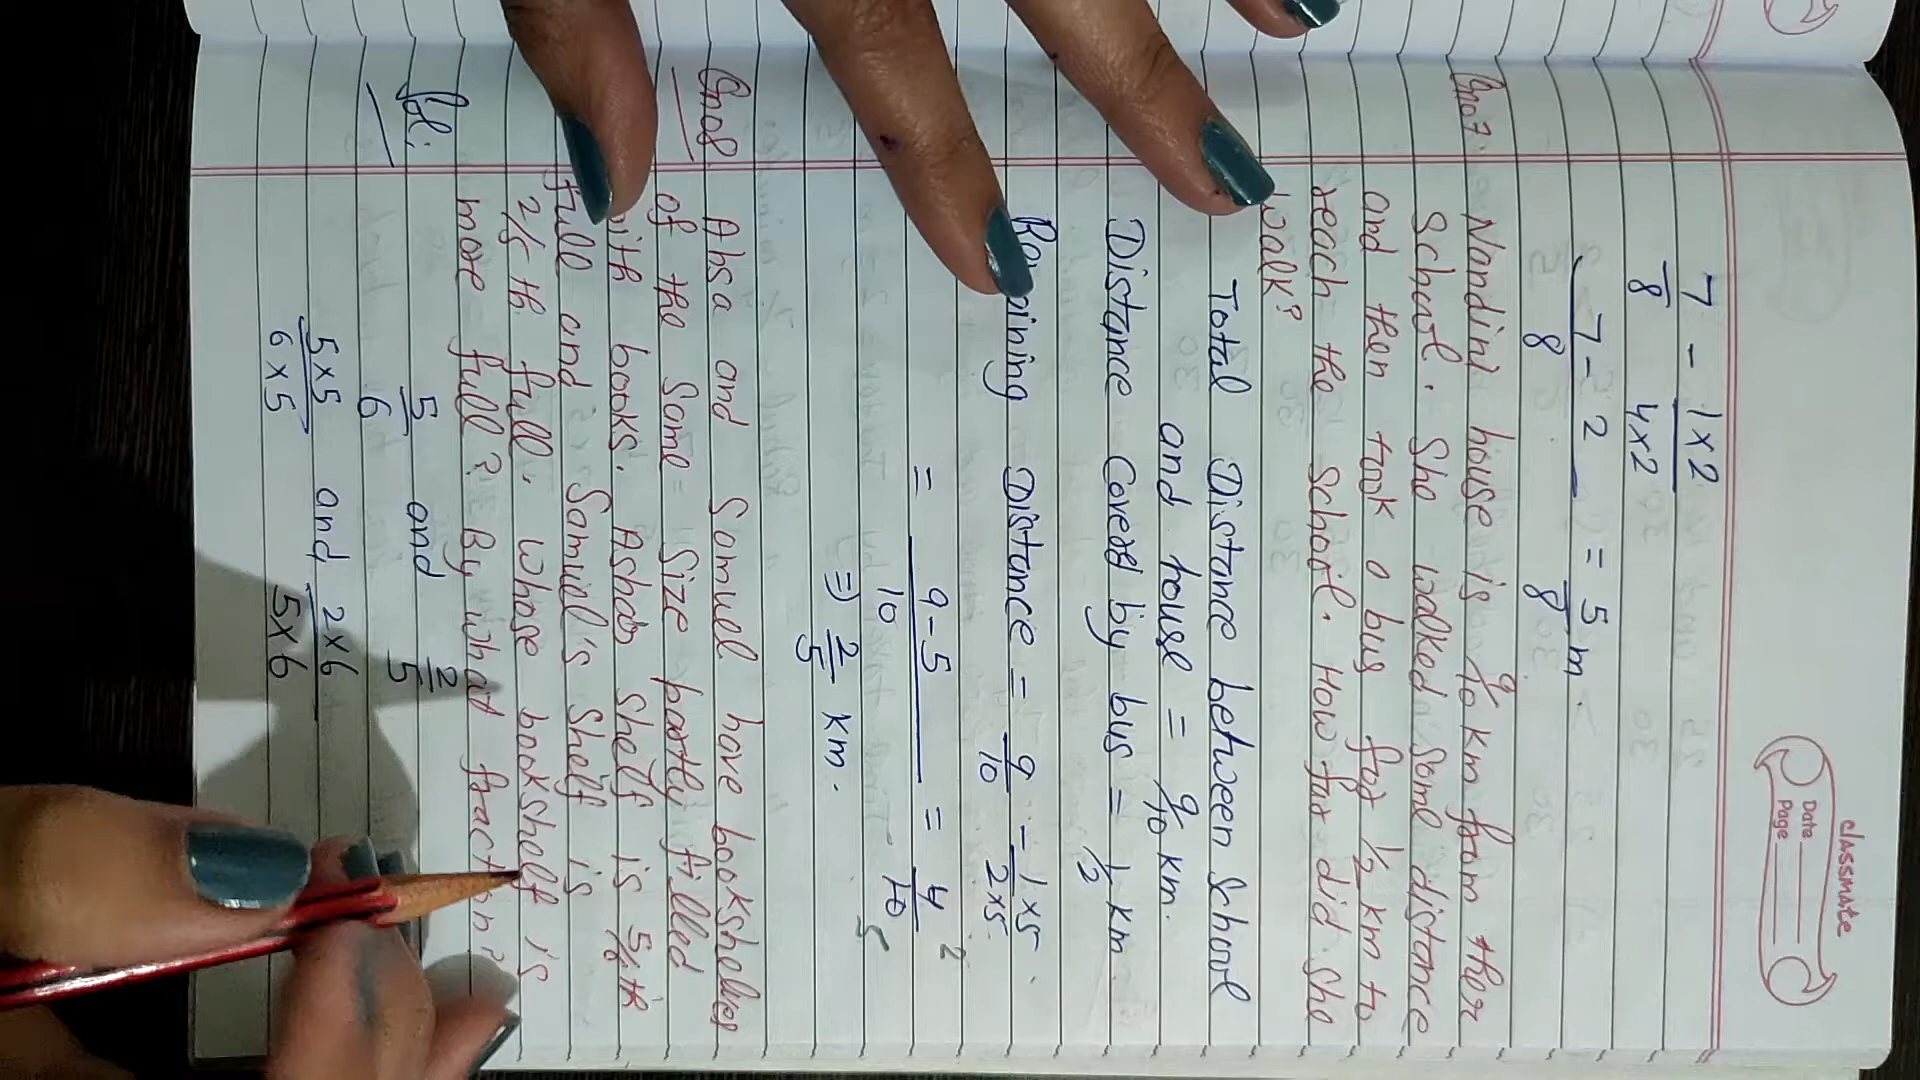 classmate
Date
Page
7 - 1×2
8 4×2
7-2 = 5 m.
8 8
Qno7. Nandini house is 9/10 km from ther
school. She walked some distance
and then took a bus for 1/2 km to
reach the school. How far did she
walk?
Total Distance between School
and house = 9/10 km.
Distance Covered by bus = 1/2 km.
Distance = 9/10 - 1×5/2×5.
= 9-5/10 = 4/10 2 5
⇒ 2/5 km.
Qno8 Ahsa and Samuel have bookshelves
of the Same Size partly filled
with books. Ashas Shelf is 5/6 th
full and Samuel's Shelf is
2/5 th full. Whose bookshelf is
more full? By what fraction?
Sol:
5/6 and 2/5
5×5/6×5 and 2×6/5×6